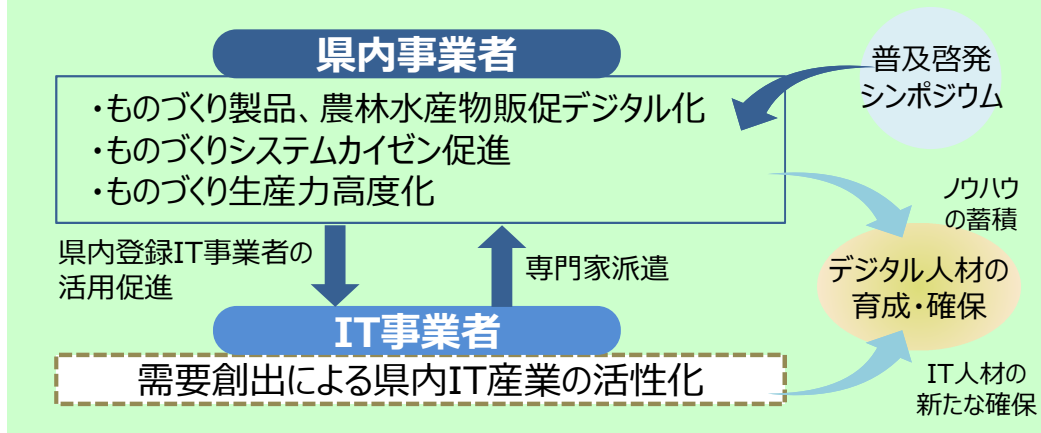 県内事業者
・ものづくり製品、農林水産物販促デジタル化
・ものづくりシステムカイゼン促進
・ものづくり生産力高度化
普及啓発
シンポジウム
ノウハウ
の蓄積
県内登録IT事業者の
活用促進
専門家派遣
デジタル人材の
育成・確保
IT事業者
需要創出による県内IT産業の活性化
IT人材の
新たな確保